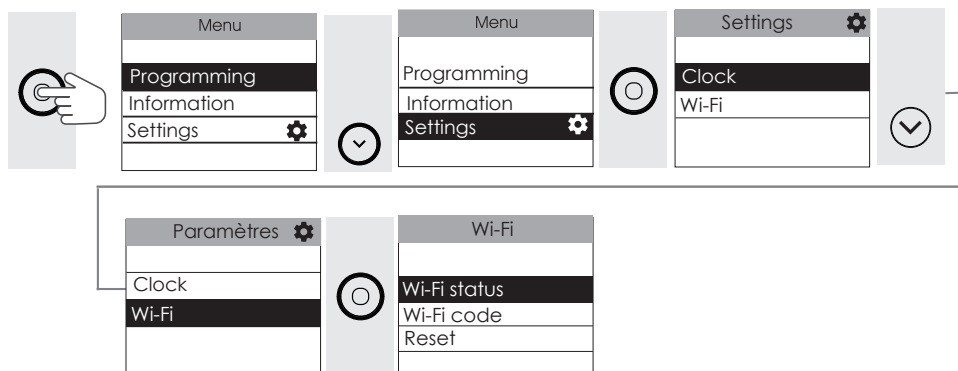 Menu
Programming
Information
Settings
Menu
Programming
Information
Settings
Settings
Clock
Wi-Fi
Paramètres
Clock
Wi-Fi
Wi-Fi
Wi-Fi status
Wi-Fi code
Reset